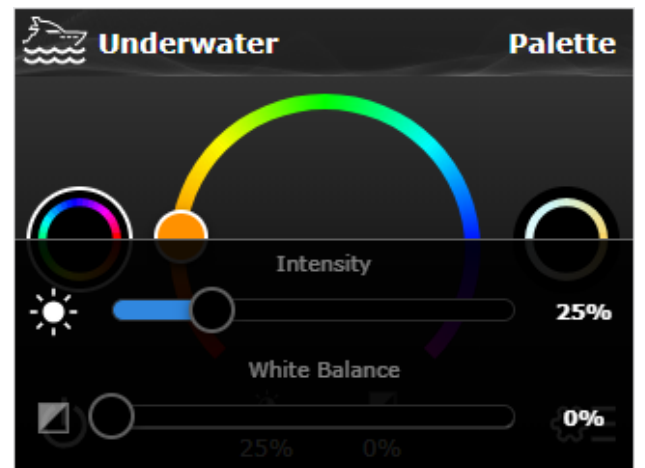 Underwater Palette
Intensity
25%
White Balance
0%
25% 0%